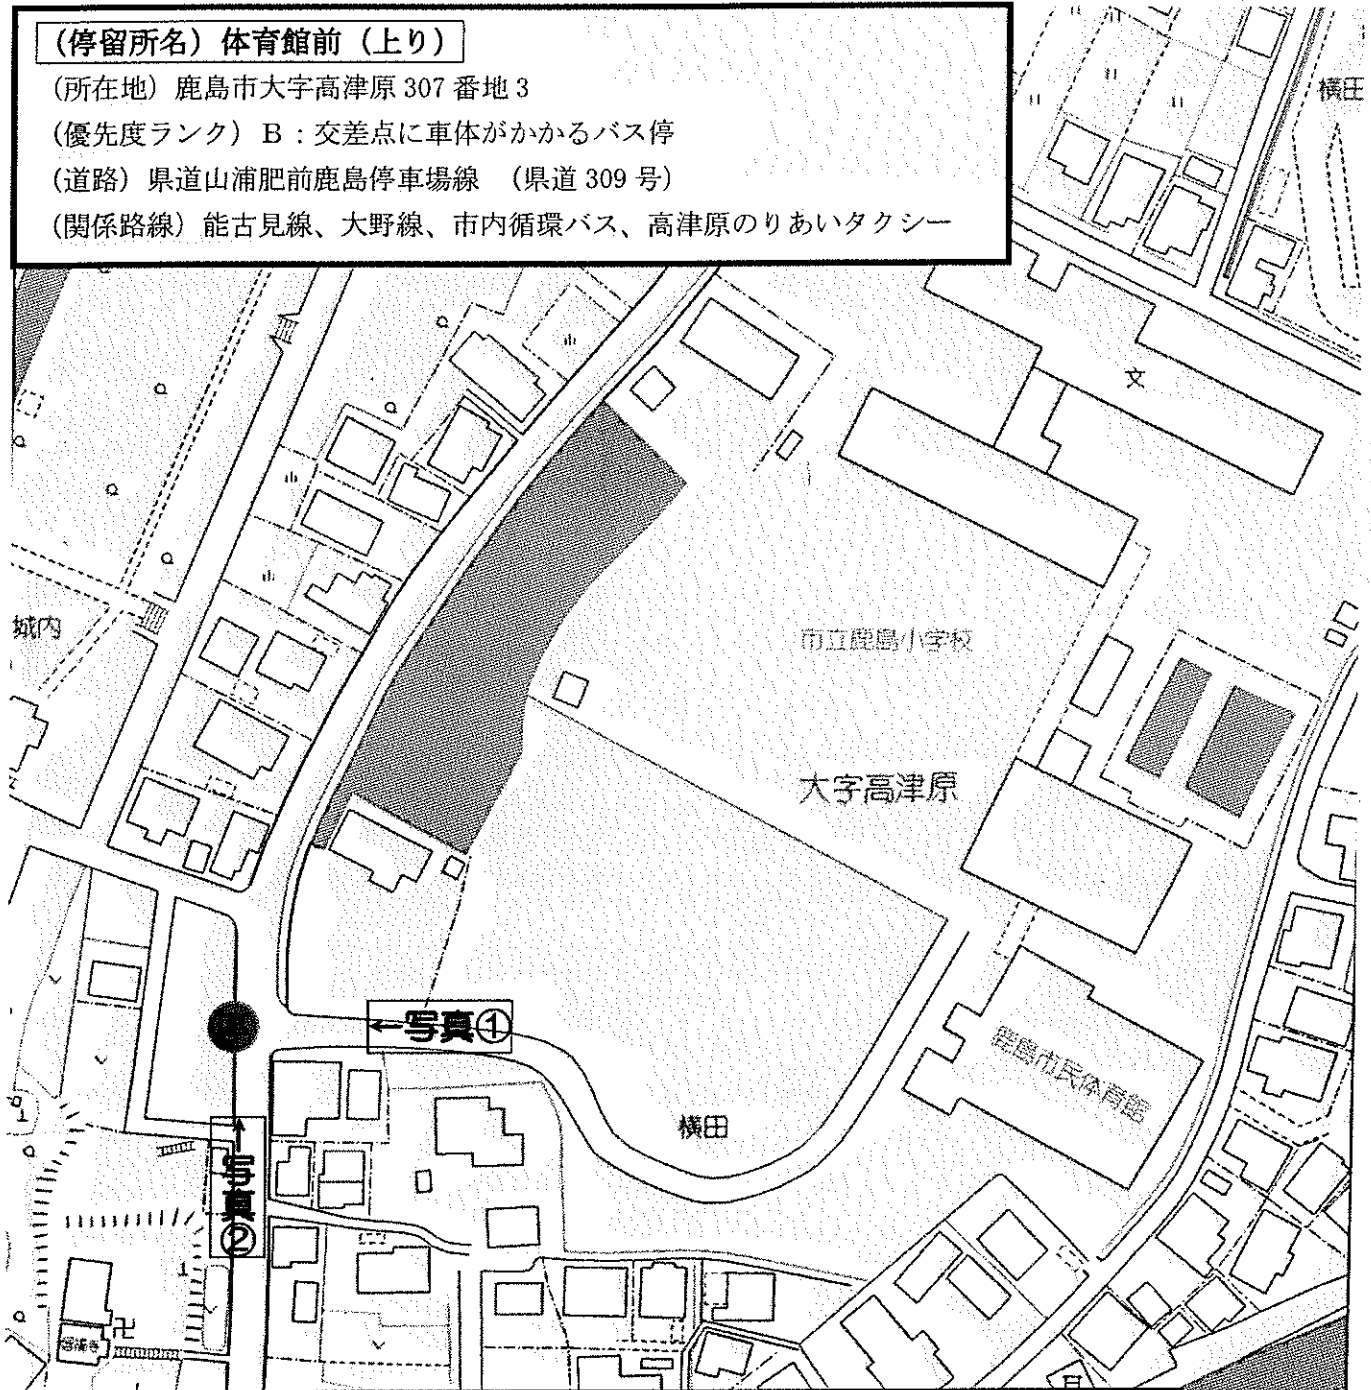 (停留所名) 体育館前 (上り)
(所在地) 鹿島市大字高津原 307 番地 3
(優先度ランク) B：交差点に車体がかかるバス停
(道路) 県道山浦肥前鹿島停車場線 (県道 309 号)
(関係路線) 能古見線、大野線、市内循環バス、高津原のりあいタクシー
横田
文
城内
市立鹿島小学校
大字高津原
←写真①
鹿島市民体育館
横田
↑写真②